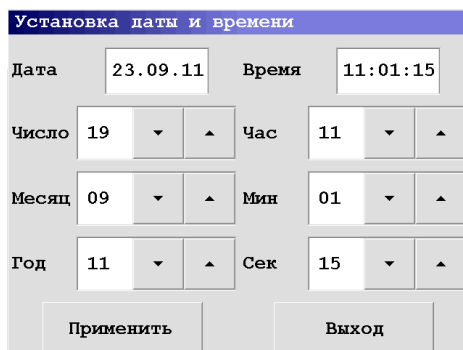 Установка даты и времени
Дата 23.09.11 Время 11:01:15
Число 19 Час 11
Месяц 09 Мин 01
Год 11 Сек 15
Применить Выход